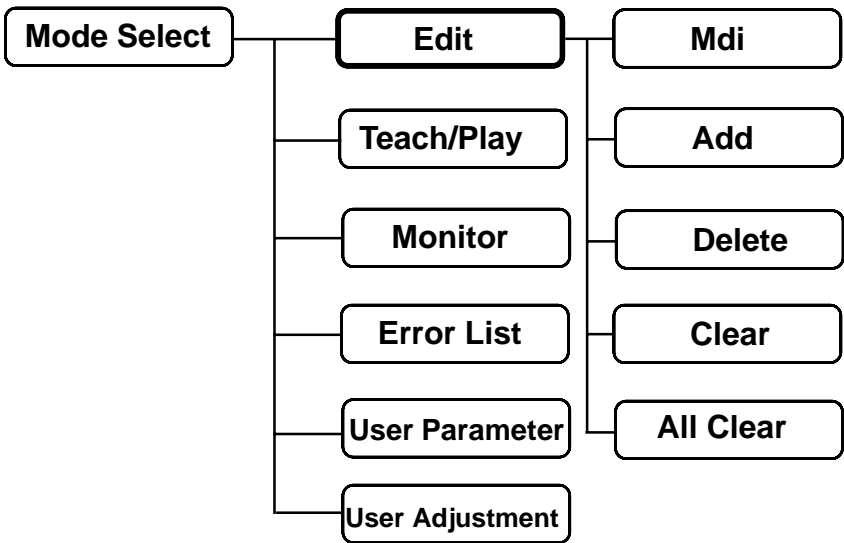 Mode Select
Edit
Mdi
Teach/Play
Add
Monitor
Delete
Error List
Clear
User Parameter
All Clear
User Adjustment